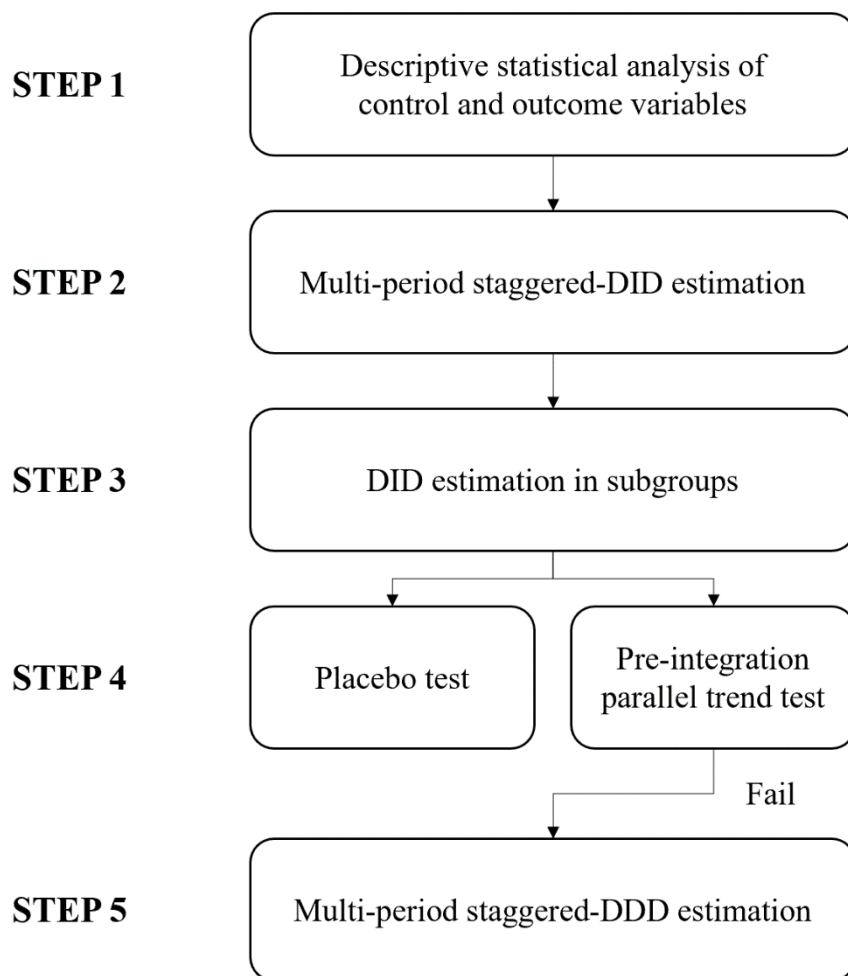 STEP 1
Descriptive statistical analysis of
control and outcome variables
STEP 2
Multi-period staggered-DID estimation
STEP 3
DID estimation in subgroups
STEP 4
Placebo test
Pre-integration
parallel trend test
Fail
STEP 5
Multi-period staggered-DDD estimation